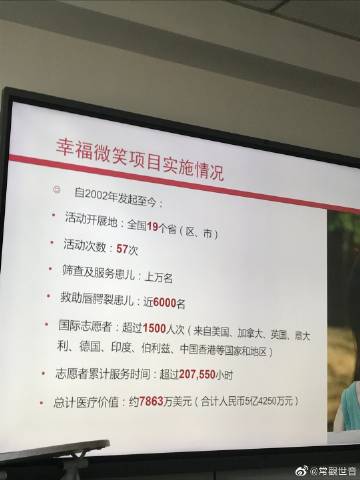 幸福微笑项目实施情况
☺ 自2002年发起至今：
• 活动开展地：全国19个省（区、市）
• 活动次数：57次
• 筛查及服务患儿：上万名
• 救助唇腭裂患儿：近6000名
• 国际志愿者：超过1500人次（来自美国、加拿大、英国、意大
利、德国、印度、伯利兹、中国香港等国家和地区）
• 志愿者累计服务时间：超过207,550小时
• 总计医疗价值：约7863万美元（合计人民币5亿4250万元）
@常觀世音